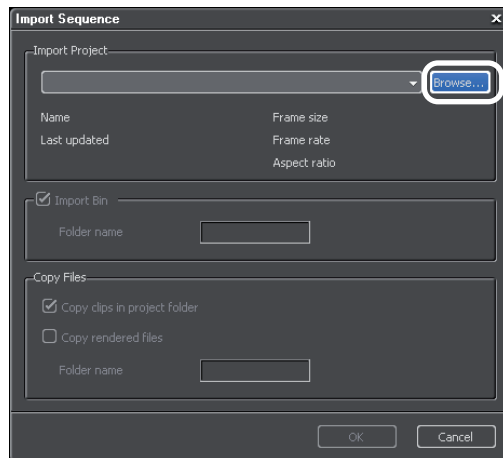 Import Sequence
Import Project
Browse...
Name Frame size
Last updated Frame rate
Aspect ratio
Import Bin
Folder name
Copy Files
Copy clips in project folder
Copy rendered files
Folder name
OK Cancel